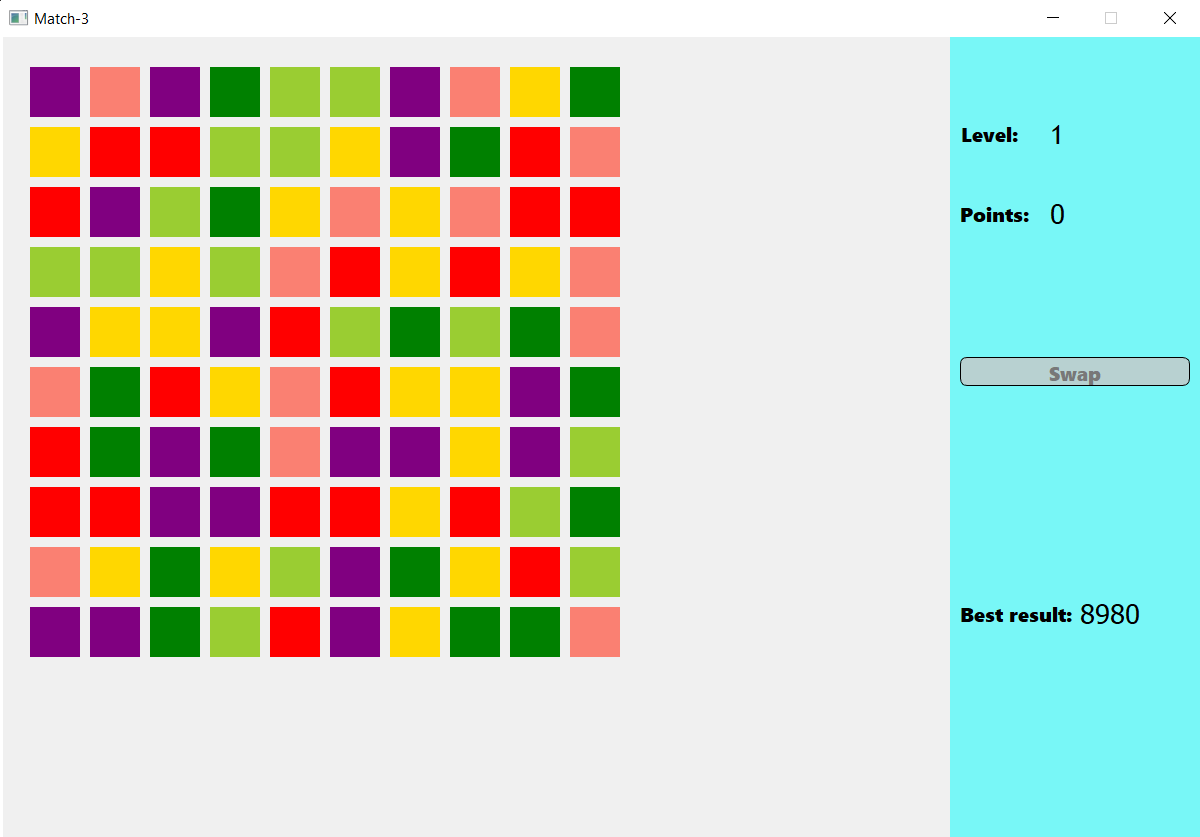 Match-3
Level: 1
Points: 0
Swap
Best result: 8980